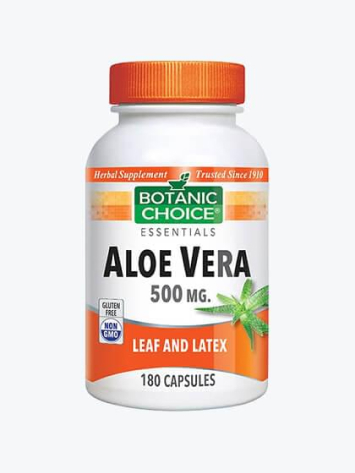 Herbal Supplement Trusted Since 1910
BOTANIC
CHOICE®
ESSENTIALS
ALOE VERA
500 MG.
GLUTEN
FREE
NON
GMO
LEAF AND LATEX
180 CAPSULES